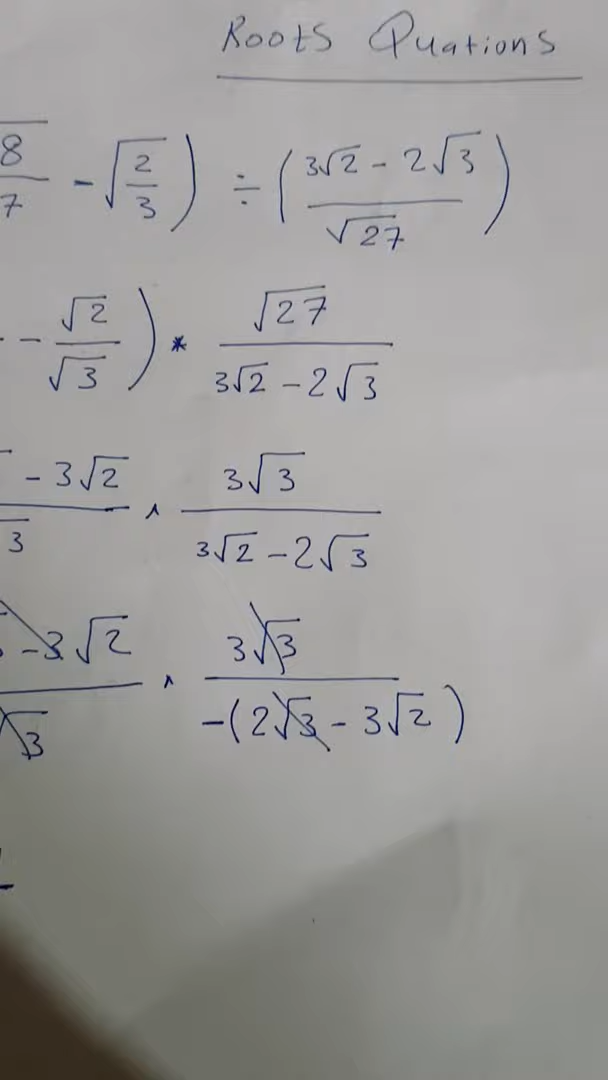 Roots Quations
8/7 - √(2/3) ) ÷ ( (3√2 - 2√3)/√27 )
- √2/√3 ) * √27/(3√2 - 2√3)
- 3√2 / 3 × 3√3/(3√2 - 2√3)
- 3√2 / √3 × 3√3/(-(2√3 - 3√2))